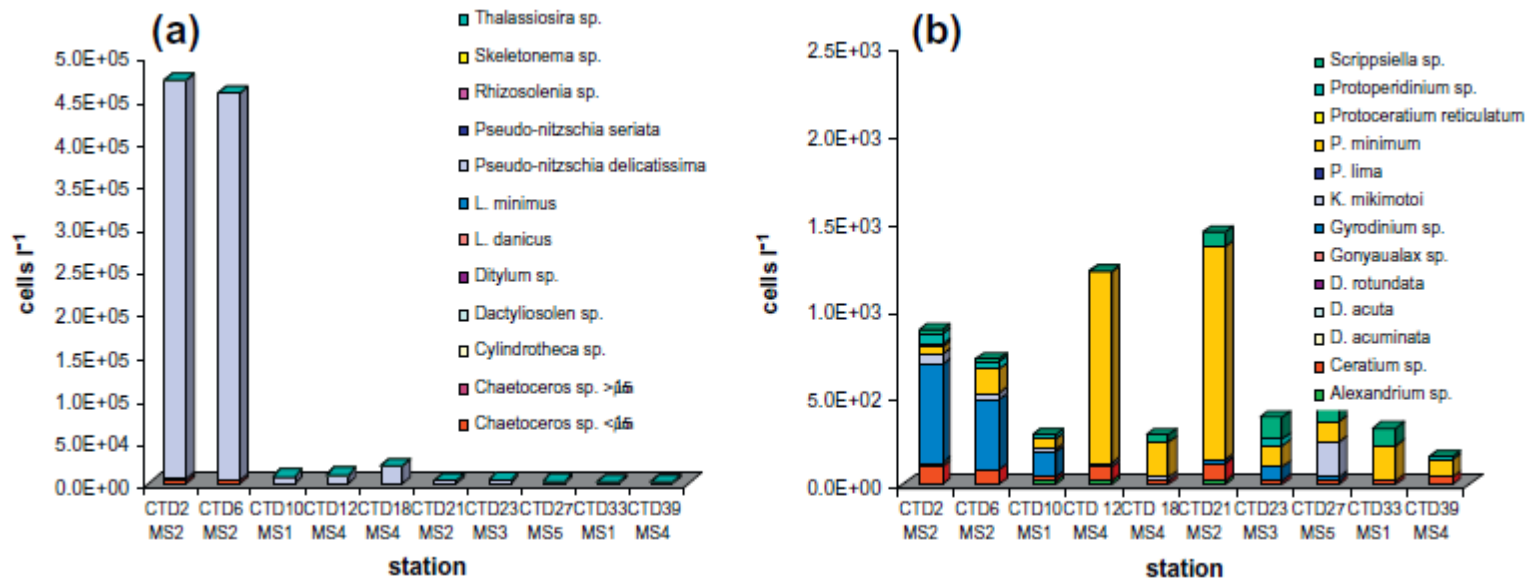 (a)
Thalassiosira sp.
Skeletonema sp.
Rhizosolenia sp.
Pseudo-nitzschia seriata
Pseudo-nitzschia delicatissima
L. minimus
L. danicus
Ditylum sp.
Dactyliosolen sp.
Cylindrotheca sp.
Chaetoceros sp. >
Chaetoceros sp. <
5.0E+05
4.5E+05
4.0E+05
3.5E+05
3.0E+05
2.5E+05
2.0E+05
1.5E+05
1.0E+05
5.0E+04
0.0E+00
cells l⁻¹
CTD2 CTD6 CTD10 CTD12 CTD18 CTD21 CTD23 CTD27 CTD33 CTD39
MS2 MS2 MS1 MS4 MS4 MS2 MS3 MS5 MS1 MS4
station
(b)
Scrippsiella sp.
Protoperidinium sp.
Protoceratium reticulatum
P. minimum
P. lima
K. mikimotoi
Gyrodinium sp.
Gonyaualax sp.
D. rotundata
D. acuta
D. acuminata
Ceratium sp.
Alexandrium sp.
2.5E+03
2.0E+03
1.5E+03
1.0E+03
5.0E+02
0.0E+00
cells l⁻¹
CTD2 CTD6 CTD10 CTD 12 CTD 18 CTD21 CTD23 CTD27 CTD33 CTD39
MS2 MS2 MS1 MS4 MS4 MS2 MS3 MS5 MS1 MS4
station